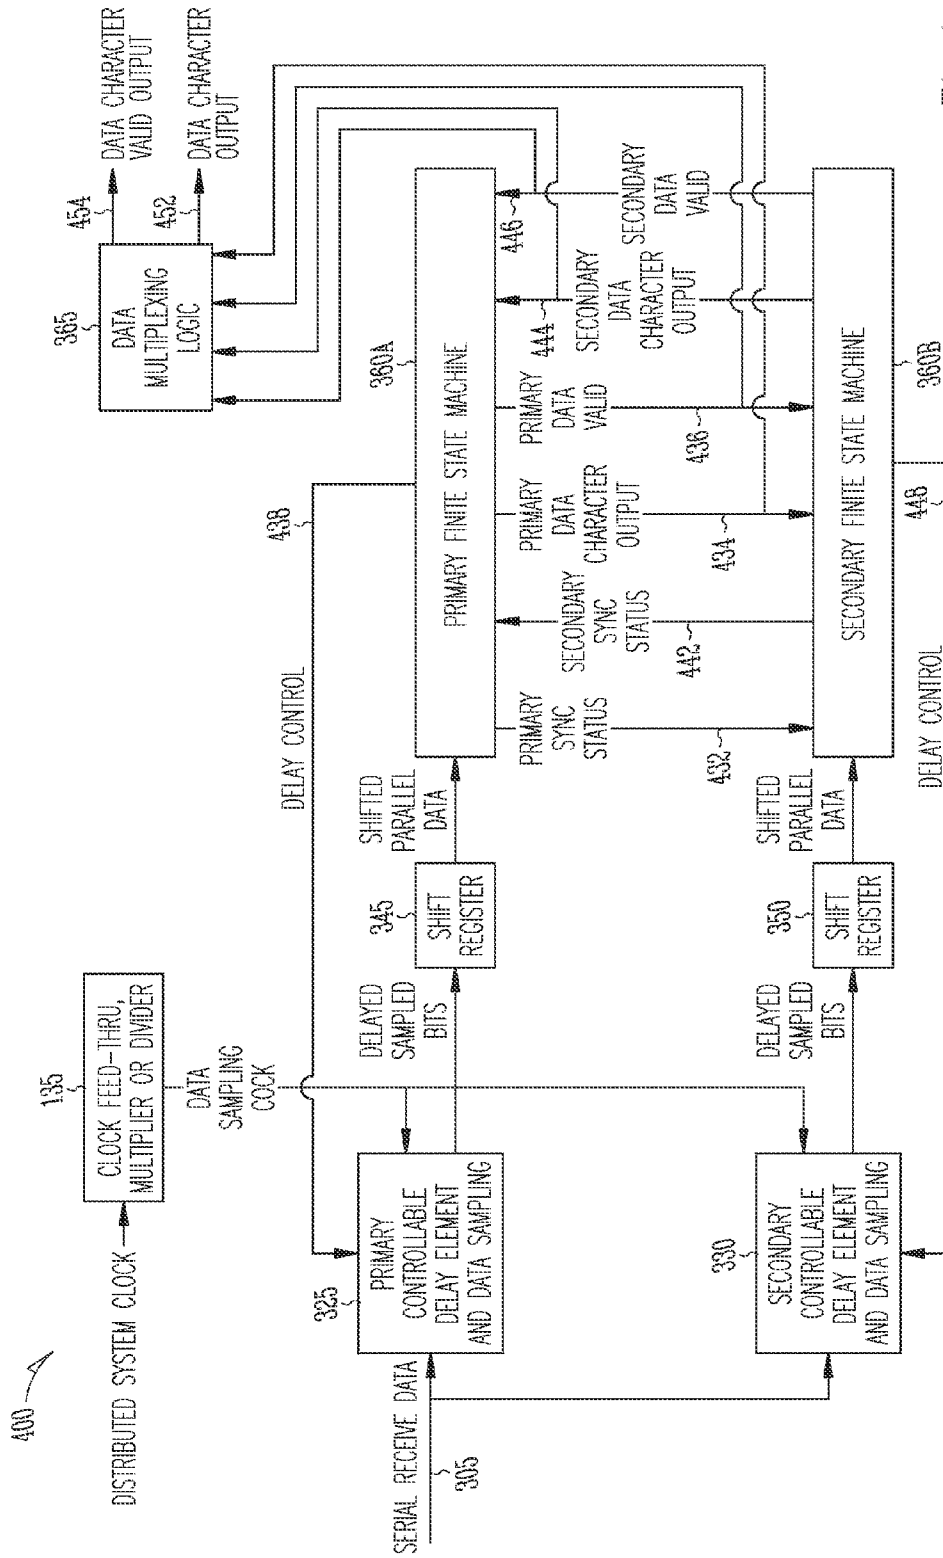 400
DISTRIBUTED SYSTEM CLOCK
135
CLOCK FEED-THRU,
MULTIPLIER OR DIVIDER
DATA
SAMPLING
COCK
DELAY CONTROL
438
365
DATA
MULTIPLEXING
LOGIC
454
DATA CHARACTER
VALID OUTPUT
452
DATA CHARACTER
OUTPUT
SERIAL RECEIVE DATA
305
325
PRIMARY
CONTROLLABLE
DELAY ELEMENT
AND DATA SAMPLING
DELAYED
SAMPLED
BITS
345
SHIFT
REGISTER
SHIFTED
PARALLEL
DATA
360A
PRIMARY FINITE STATE MACHINE
PRIMARY
SYNC
STATUS
432
SECONDARY
SYNC
STATUS
442
PRIMARY
DATA
CHARACTER
OUTPUT
434
PRIMARY
DATA
VALID
436
444
SECONDARY
DATA
CHARACTER
OUTPUT
446
SECONDARY
DATA
VALID
330
SECONDARY
CONTROLLABLE
DELAY ELEMENT
AND DATA SAMPLING
DELAYED
SAMPLED
BITS
350
SHIFT
REGISTER
SHIFTED
PARALLEL
DATA
SECONDARY FINITE STATE MACHINE
360B
DELAY CONTROL
448